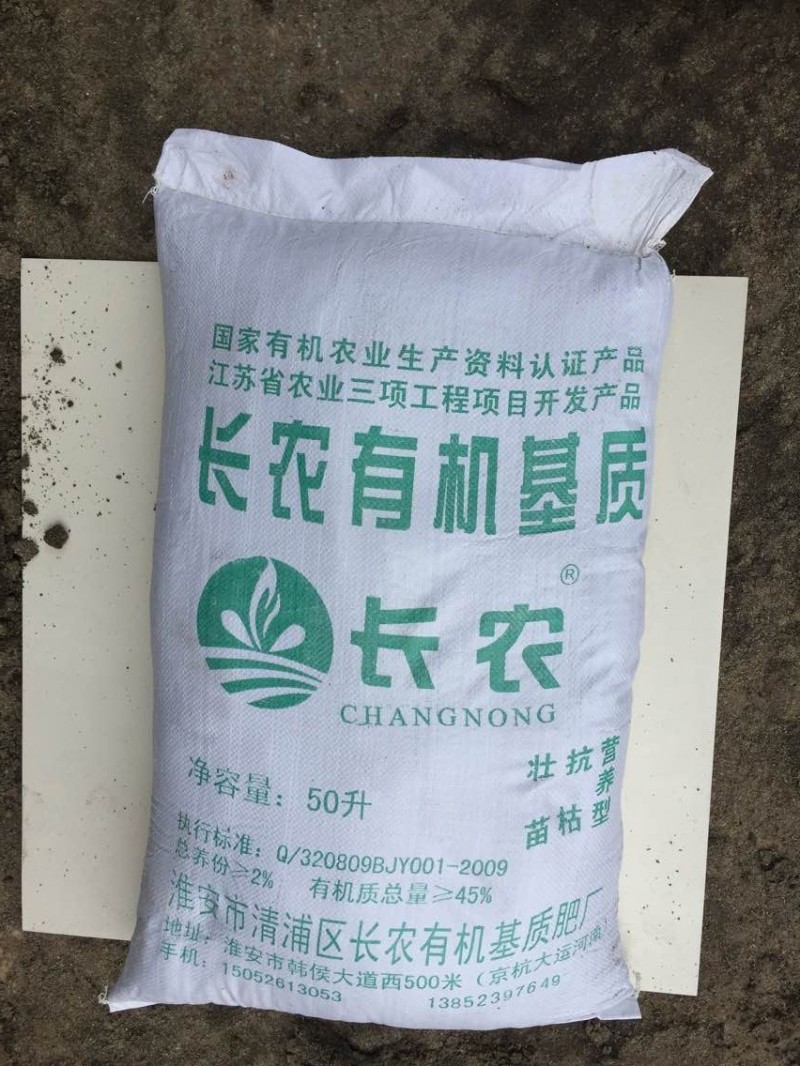 国家有机农业生产资料认证产品
江苏省农业三项工程项目开发产品
长农有机基质
®
长农
CHANGNONG
净容量：50升
营养型
抗枯
壮苗
执行标准：Q/320809BJY001-2009
总养份≥2% 有机质总量≥45%
淮安市清浦区长农有机基质肥厂
地址：淮安市韩侯大道西500米（京杭大运河南
手机：15052613053 13852397649